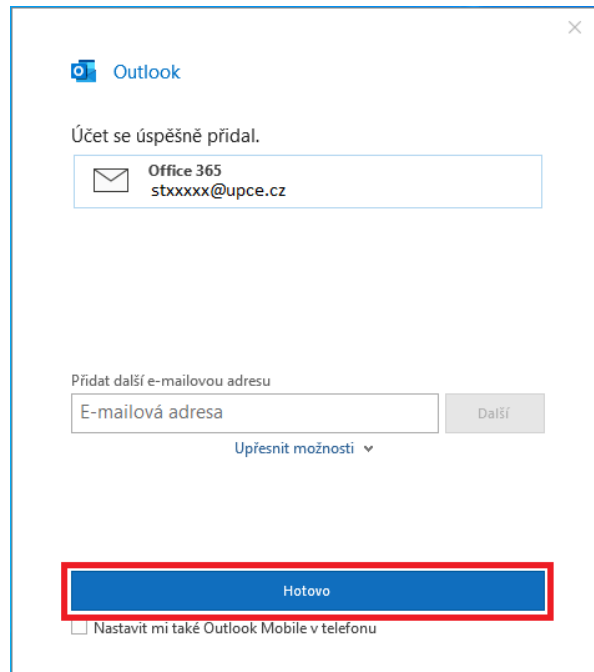 Outlook
Účet se úspěšně přidal.
Office 365
stxxxxx@upce.cz
Přidat další e-mailovou adresu
E-mailová adresa
Další
Upřesnit možnosti
Hotovo
Nastavit mi také Outlook Mobile v telefonu